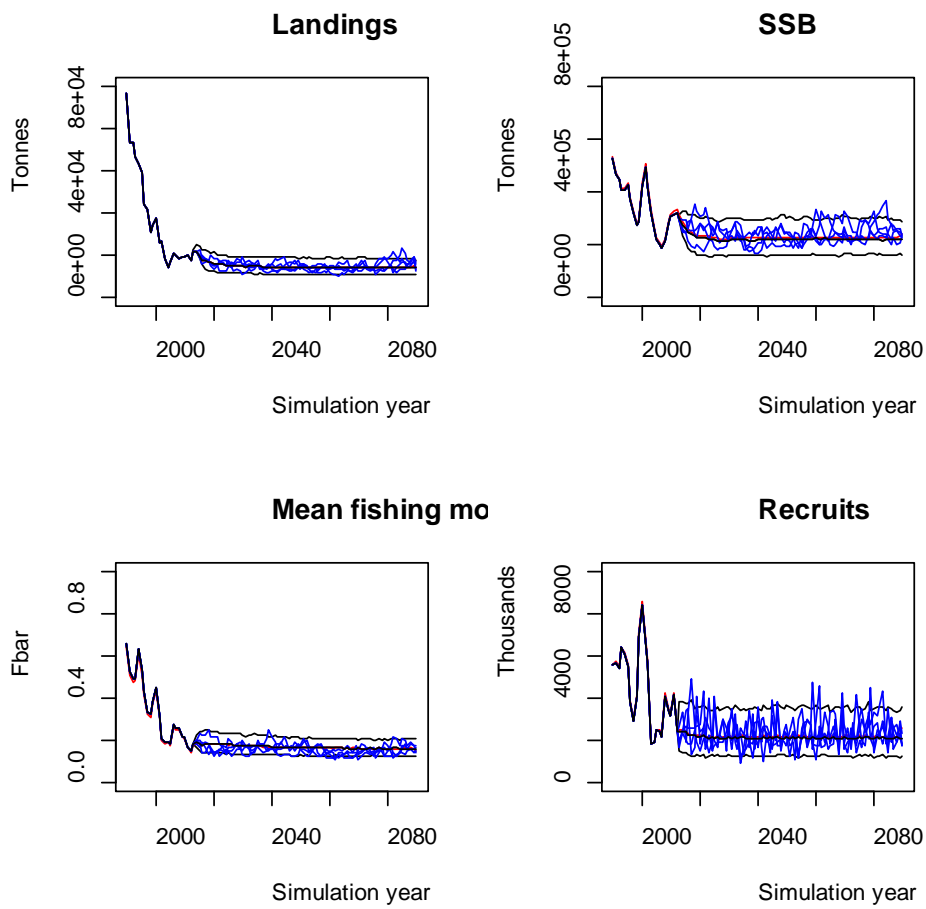 Landings
Tonnes
0e+00 4e+04 8e+04
2000 2040 2080
Simulation year
SSB
Tonnes
0e+00 4e+05 8e+05
2000 2040 2080
Simulation year
Mean fishing mo
Fbar
0.0 0.4 0.8
2000 2040 2080
Simulation year
Recruits
Thousands
0 4000 8000
2000 2040 2080
Simulation year